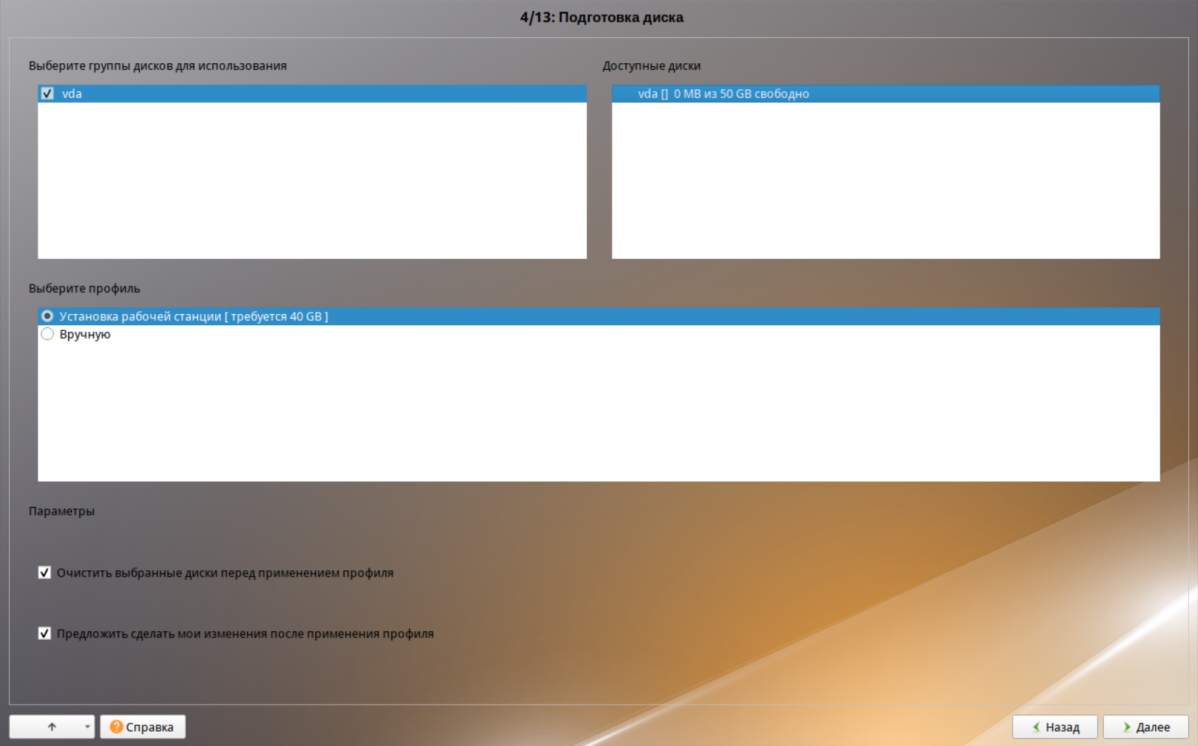 4/13: Подготовка диска
Выберите группы дисков для использования
Доступные диски
vda
vda [] 0 MB из 50 GB свободно
Выберите профиль
Установка рабочей станции [ требуется 40 GB ]
Вручную
Параметры
Очистить выбранные диски перед применением профиля
Предложить сделать мои изменения после применения профиля
Справка
Назад
Далее